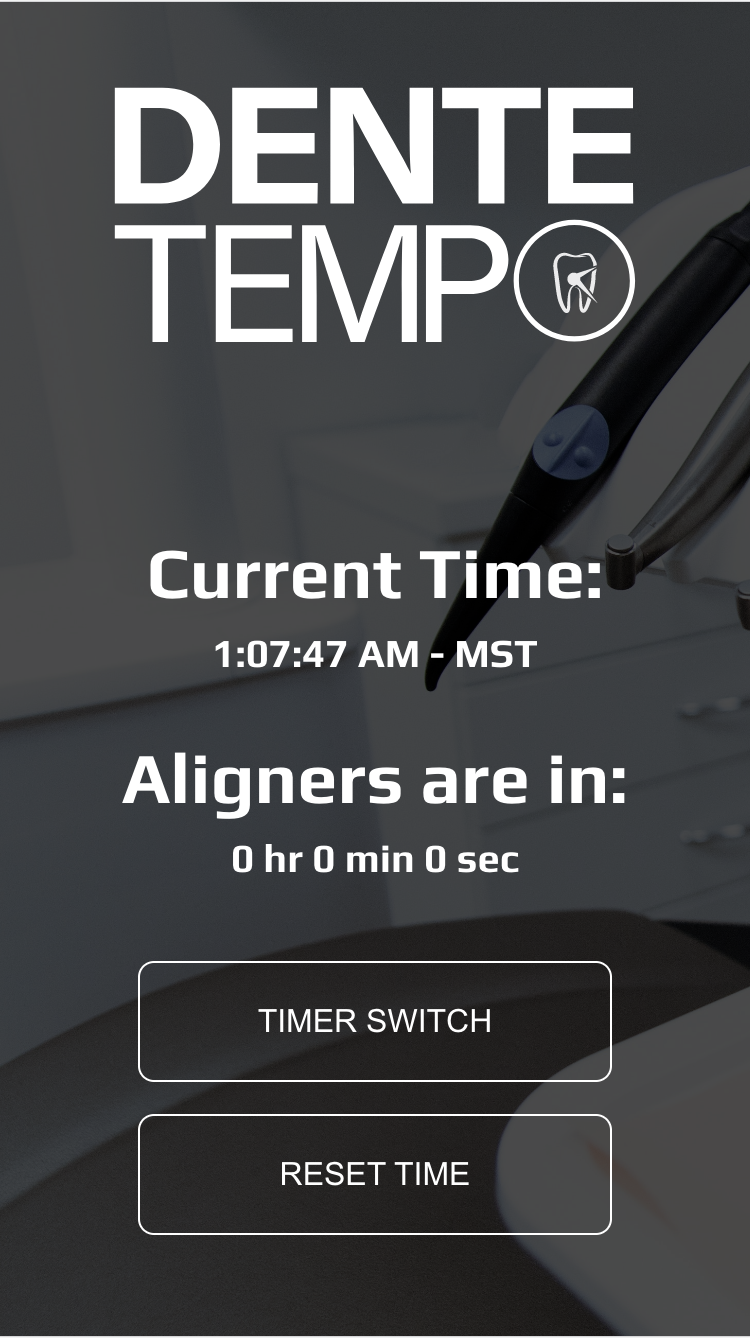 DENTE
TEMPO
Current Time:
1:07:47 AM - MST
Aligners are in:
0 hr 0 min 0 sec
TIMER SWITCH
RESET TIME